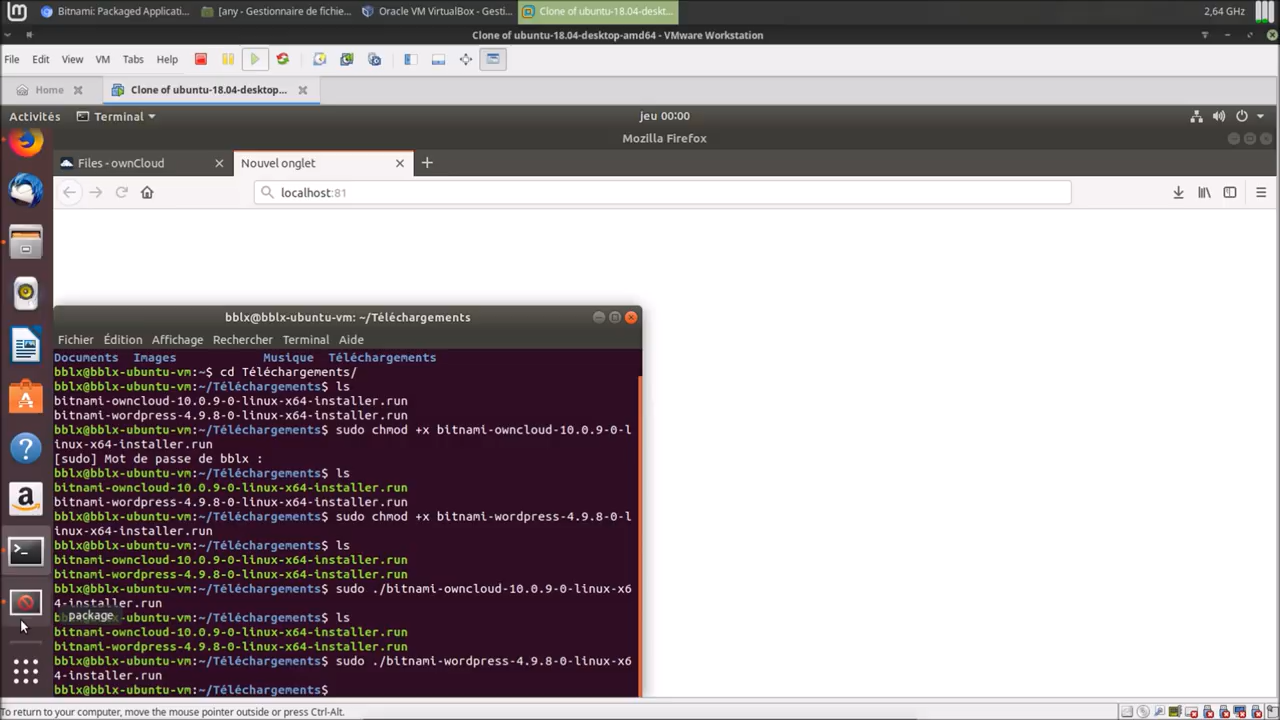 Bitnami: Packaged Applicati... [any - Gestionnaire de fichie... Oracle VM VirtualBox - Gesti... Clone of ubuntu-18.04-deskt... 2,64 GHz
Clone of ubuntu-18.04-desktop-amd64 - VMware Workstation
File Edit View VM Tabs Help
Home Clone of ubuntu-18.04-desktop...
Activités Terminal jeu 00:00
Mozilla Firefox
Files - ownCloud Nouvel onglet
localhost:81
bblx@bblx-ubuntu-vm: ~/Téléchargements
Fichier Édition Affichage Rechercher Terminal Aide
Documents Images Musique Téléchargements
bblx@bblx-ubuntu-vm:~$ cd Téléchargements/
bblx@bblx-ubuntu-vm:~/Téléchargements$ ls
bitnami-owncloud-10.0.9-0-linux-x64-installer.run
bitnami-wordpress-4.9.8-0-linux-x64-installer.run
bblx@bblx-ubuntu-vm:~/Téléchargements$ sudo chmod +x bitnami-owncloud-10.0.9-0-l
inux-x64-installer.run
[sudo] Mot de passe de bblx :
bblx@bblx-ubuntu-vm:~/Téléchargements$ ls
bitnami-owncloud-10.0.9-0-linux-x64-installer.run
bitnami-wordpress-4.9.8-0-linux-x64-installer.run
bblx@bblx-ubuntu-vm:~/Téléchargements$ sudo chmod +x bitnami-wordpress-4.9.8-0-l
inux-x64-installer.run
bblx@bblx-ubuntu-vm:~/Téléchargements$ ls
bitnami-owncloud-10.0.9-0-linux-x64-installer.run
bitnami-wordpress-4.9.8-0-linux-x64-installer.run
bblx@bblx-ubuntu-vm:~/Téléchargements$ sudo ./bitnami-owncloud-10.0.9-0-linux-x6
4-installer.run
package
bblx@bblx-ubuntu-vm:~/Téléchargements$ ls
bitnami-owncloud-10.0.9-0-linux-x64-installer.run
bitnami-wordpress-4.9.8-0-linux-x64-installer.run
bblx@bblx-ubuntu-vm:~/Téléchargements$ sudo ./bitnami-wordpress-4.9.8-0-linux-x6
4-installer.run
bblx@bblx-ubuntu-vm:~/Téléchargements$
To return to your computer, move the mouse pointer outside or press Ctrl-Alt.